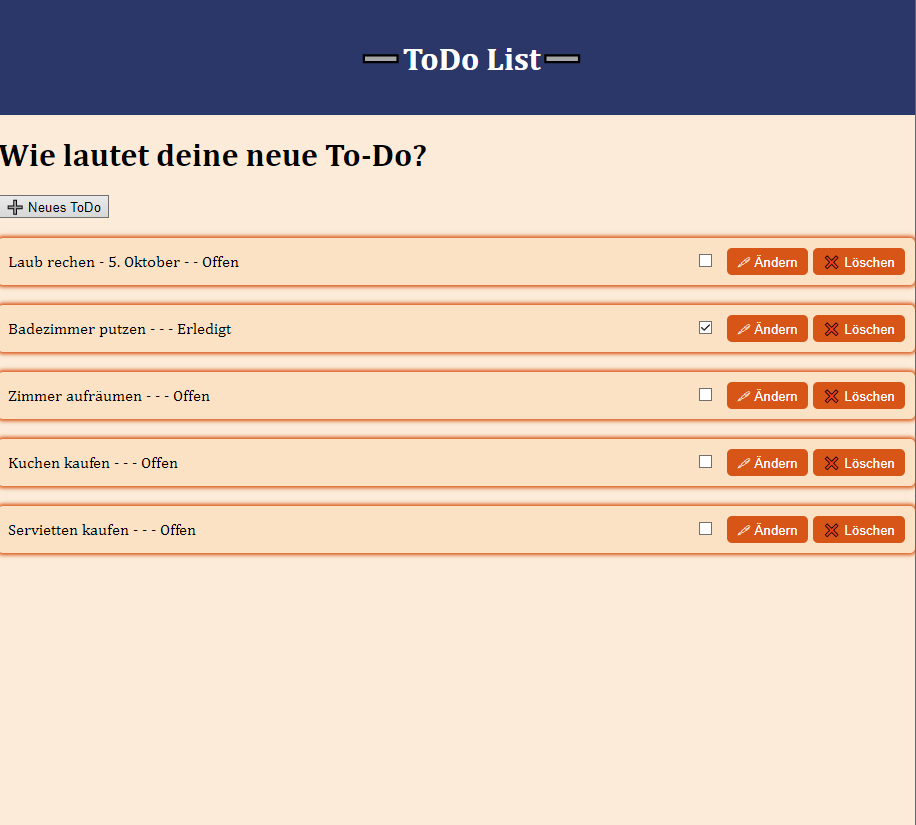 ToDo List
Wie lautet deine neue To-Do?
Neues ToDo
Laub rechen - 5. Oktober - - Offen Ändern Löschen
Badezimmer putzen - - - Erledigt Ändern Löschen
Zimmer aufräumen - - - Offen Ändern Löschen
Kuchen kaufen - - - Offen Ändern Löschen
Servietten kaufen - - - Offen Ändern Löschen